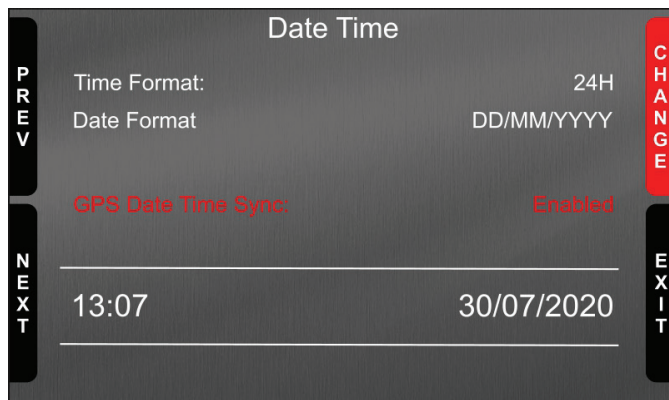 Date Time
PREV
CHANGE
Time Format: 24H
Date Format DD/MM/YYYY
GPS Date Time Sync: Enabled
NEXT
EXIT
13:07 30/07/2020